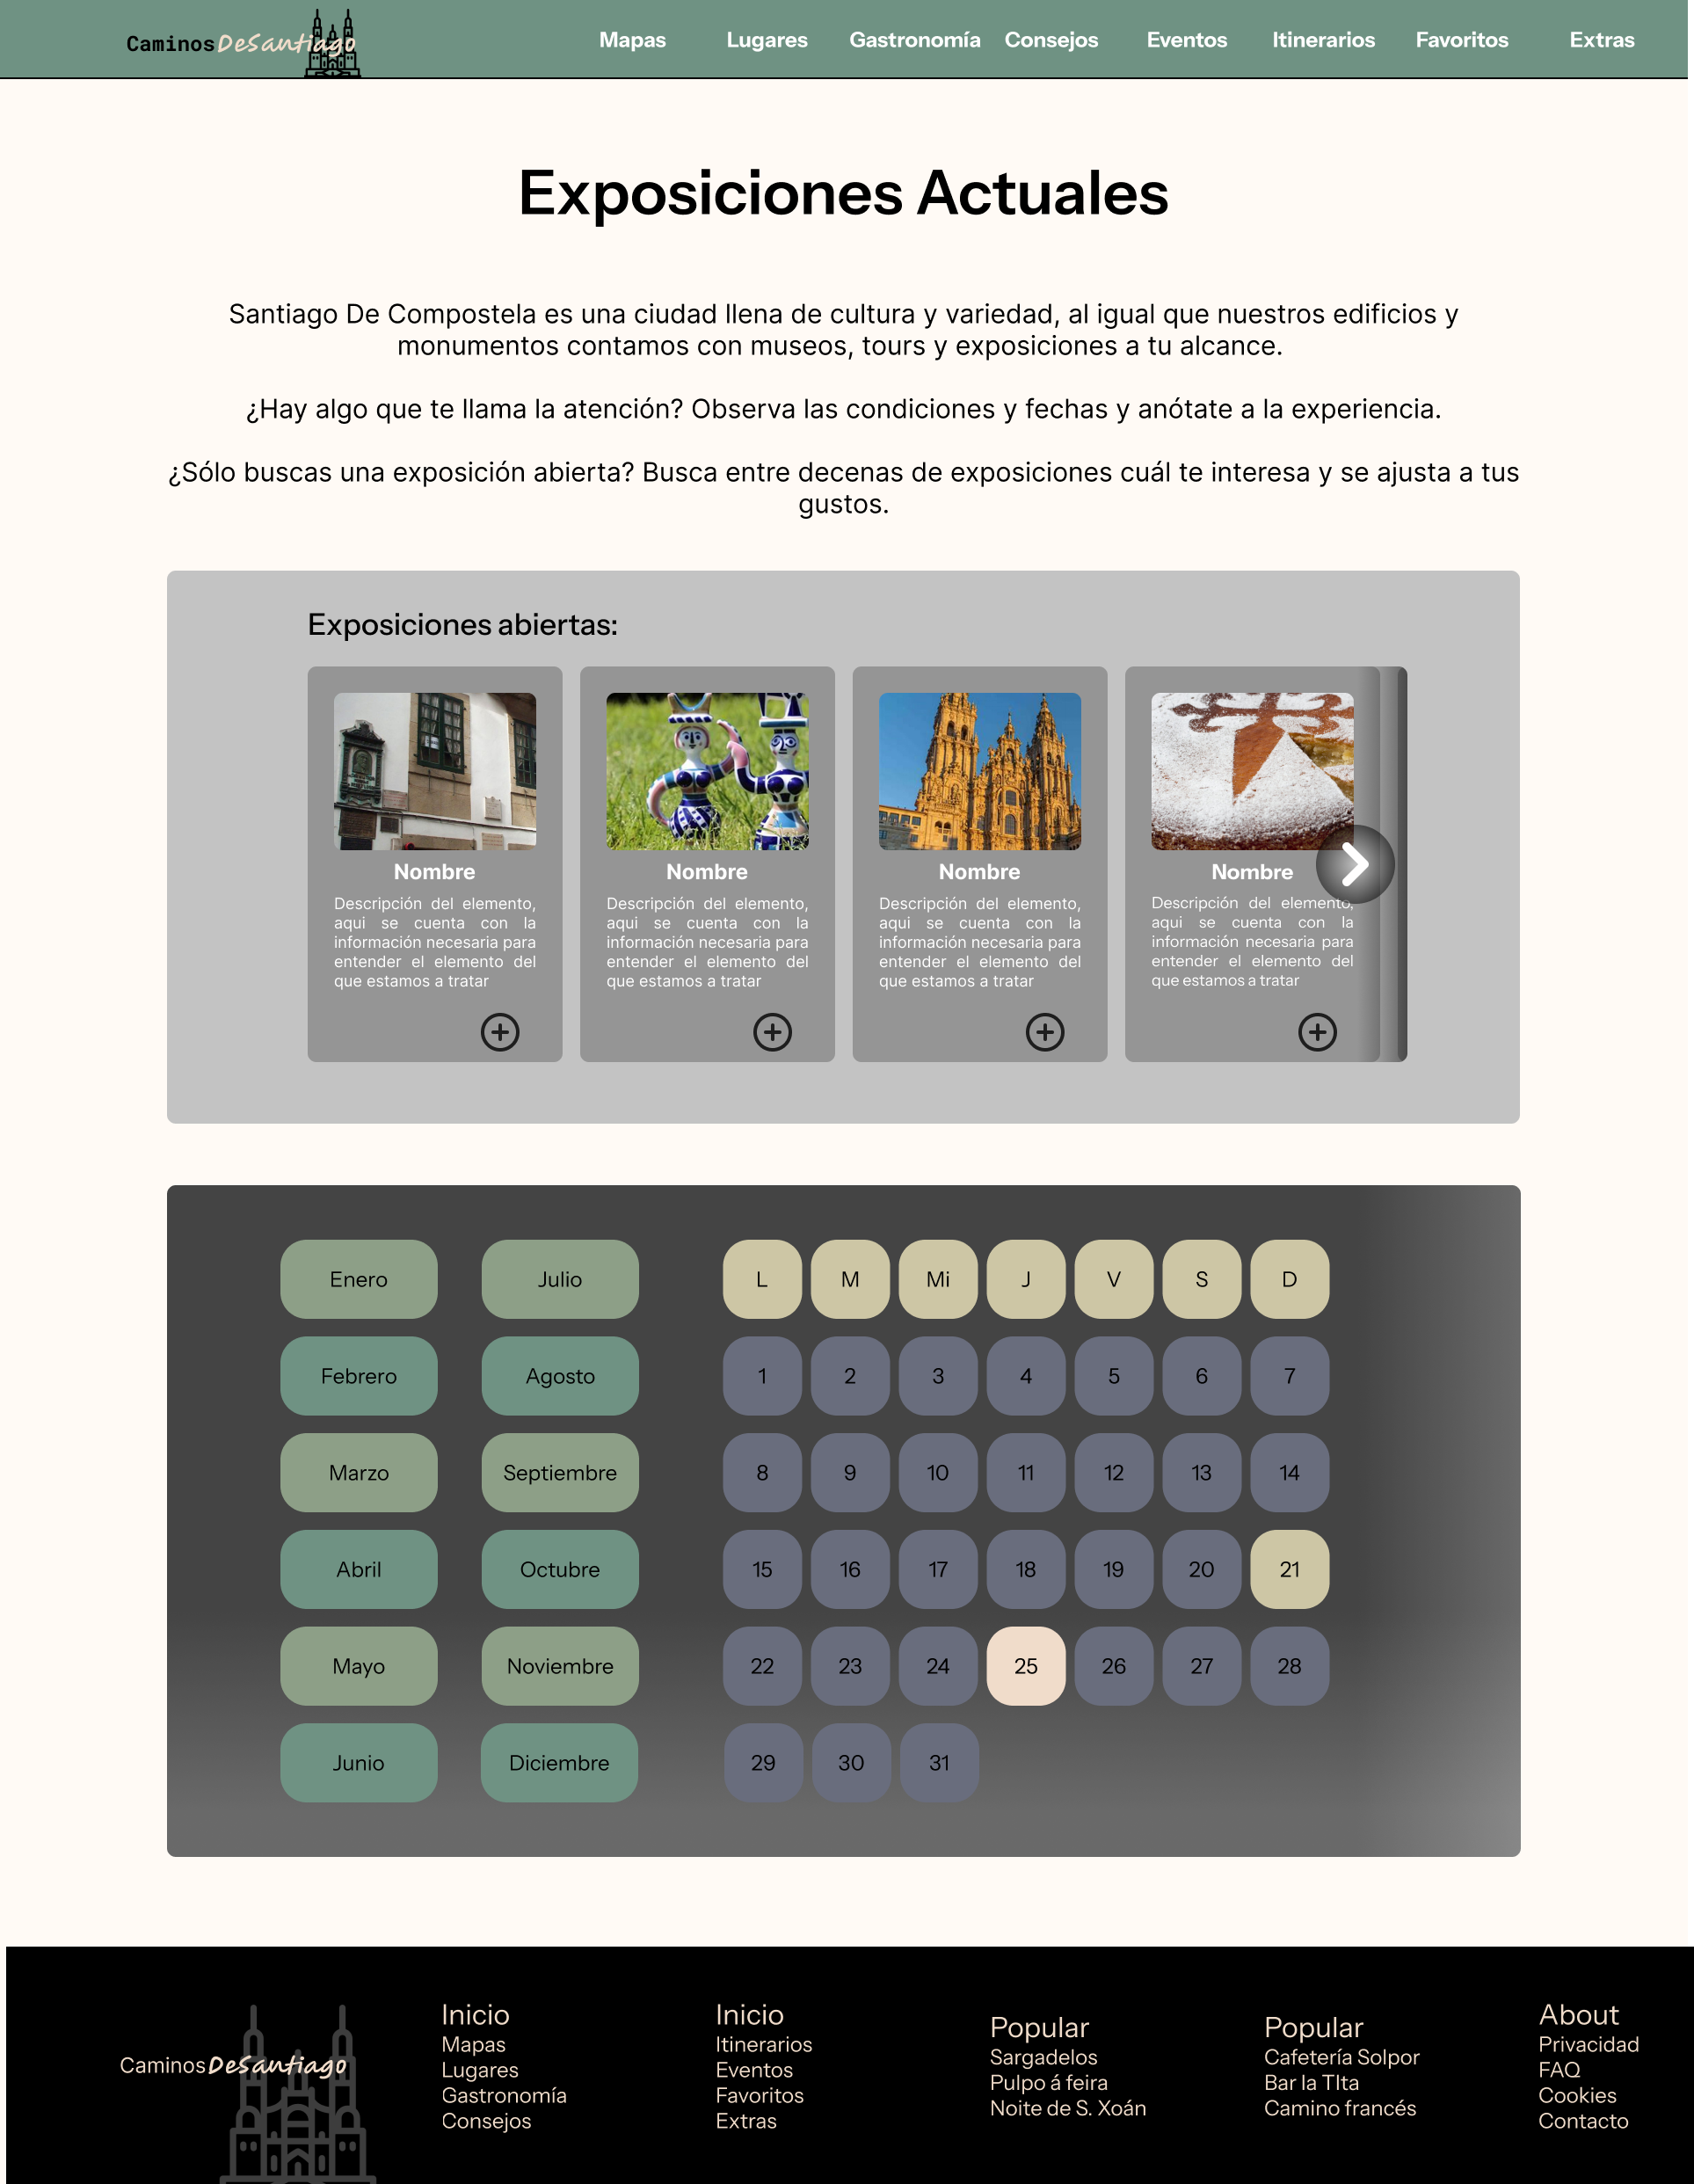 CaminosDeSantiago
Mapas Lugares Gastronomía Consejos Eventos Itinerarios Favoritos Extras
Exposiciones Actuales
Santiago De Compostela es una ciudad llena de cultura y variedad, al igual que nuestros edificios y
monumentos contamos con museos, tours y exposiciones a tu alcance.
¿Hay algo que te llama la atención? Observa las condiciones y fechas y anótate a la experiencia.
¿Sólo buscas una exposición abierta? Busca entre decenas de exposiciones cuál te interesa y se ajusta a tus
gustos.
Exposiciones abiertas:
Nombre
Descripción del elemento,
aqui se cuenta con la
información necesaria para
entender el elemento del
que estamos a tratar
Nombre
Descripción del elemento,
aqui se cuenta con la
información necesaria para
entender el elemento del
que estamos a tratar
Nombre
Descripción del elemento,
aqui se cuenta con la
información necesaria para
entender el elemento del
que estamos a tratar
Nombre
Descripción del elemento,
aqui se cuenta con la
información necesaria para
entender el elemento del
que estamos a tratar
Enero Julio
Febrero Agosto
Marzo Septiembre
Abril Octubre
Mayo Noviembre
Junio Diciembre
L M Mi J V S D
1 2 3 4 5 6 7
8 9 10 11 12 13 14
15 16 17 18 19 20 21
22 23 24 25 26 27 28
29 30 31
CaminosDeSantiago
Inicio
Mapas
Lugares
Gastronomía
Consejos
Inicio
Itinerarios
Eventos
Favoritos
Extras
Popular
Sargadelos
Pulpo á feira
Noite de S. Xoán
Popular
Cafetería Solpor
Bar la TIta
Camino francés
About
Privacidad
FAQ
Cookies
Contacto